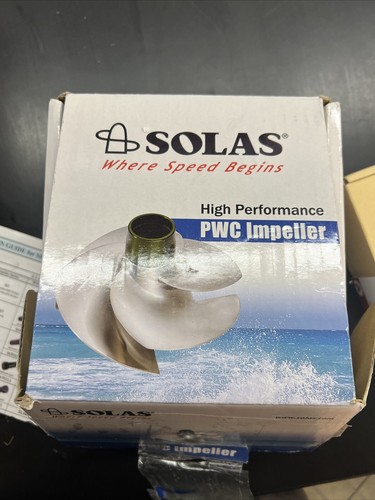 SOLAS®
Where Speed Begins
High Performance
PWC Impeller
SOLAS
Impeller